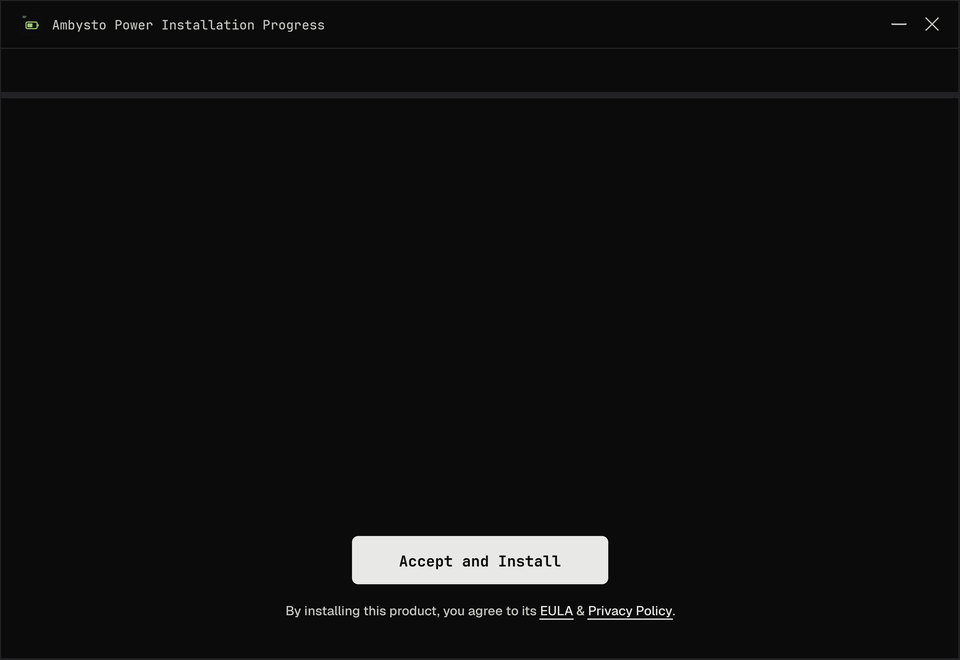 Ambysto Power Installation Progress
Accept and Install
By installing this product, you agree to its EULA & Privacy Policy.